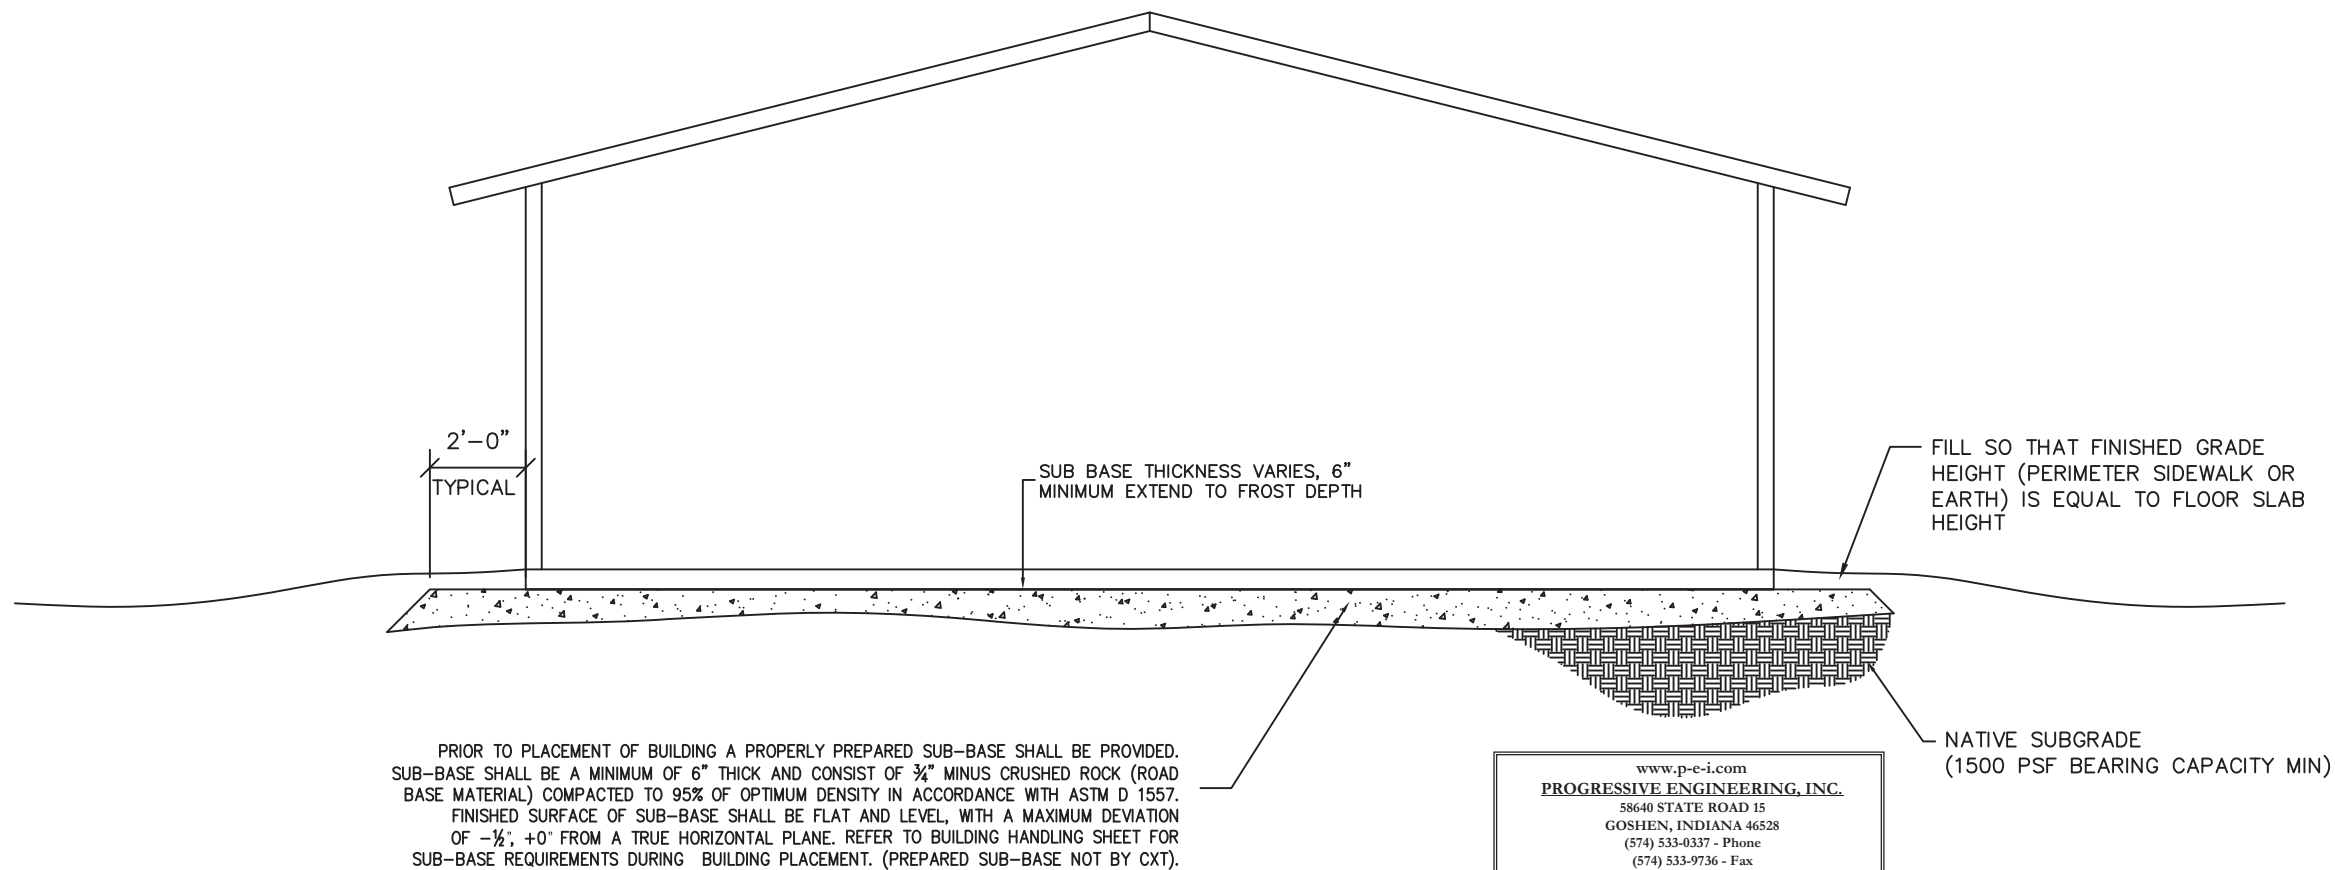 2'-0"
TYPICAL
SUB BASE THICKNESS VARIES, 6"
MINIMUM EXTEND TO FROST DEPTH
FILL SO THAT FINISHED GRADE
HEIGHT (PERIMETER SIDEWALK OR
EARTH) IS EQUAL TO FLOOR SLAB
HEIGHT
NATIVE SUBGRADE
(1500 PSF BEARING CAPACITY MIN)
PRIOR TO PLACEMENT OF BUILDING A PROPERLY PREPARED SUB-BASE SHALL BE PROVIDED.
SUB-BASE SHALL BE A MINIMUM OF 6" THICK AND CONSIST OF ¾" MINUS CRUSHED ROCK (ROAD
BASE MATERIAL) COMPACTED TO 95% OF OPTIMUM DENSITY IN ACCORDANCE WITH ASTM D 1557.
FINISHED SURFACE OF SUB-BASE SHALL BE FLAT AND LEVEL, WITH A MAXIMUM DEVIATION
OF -½", +0" FROM A TRUE HORIZONTAL PLANE. REFER TO BUILDING HANDLING SHEET FOR
SUB-BASE REQUIREMENTS DURING BUILDING PLACEMENT. (PREPARED SUB-BASE NOT BY CXT).
www.p-e-i.com
PROGRESSIVE ENGINEERING, INC.
58640 STATE ROAD 15
GOSHEN, INDIANA 46528
(574) 533-0337 - Phone
(574) 533-9736 - Fax